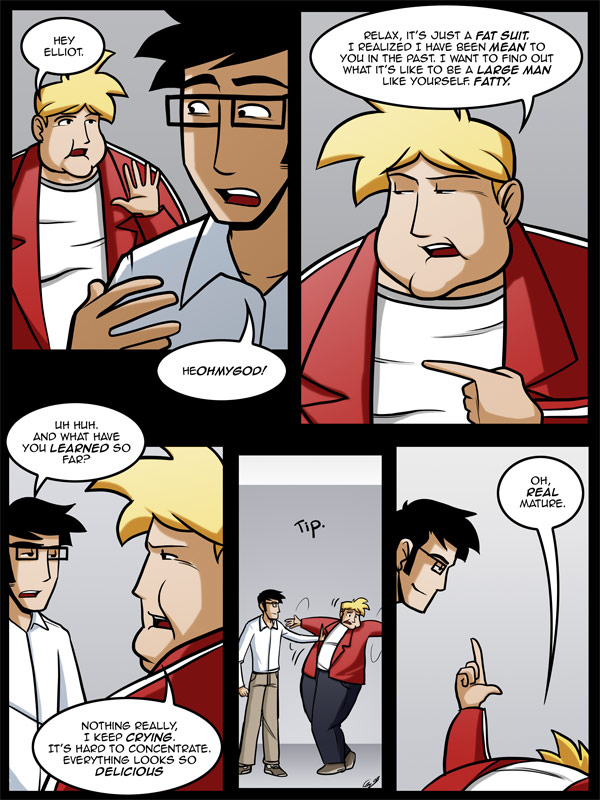 HEY
ELLIOT.
HEOHMYGOD!
RELAX, IT'S JUST A FAT SUIT.
I REALIZED I HAVE BEEN MEAN TO
YOU IN THE PAST. I WANT TO FIND OUT
WHAT IT'S LIKE TO BE A LARGE MAN
LIKE YOURSELF. FATTY.
UH HUH.
AND WHAT HAVE
YOU LEARNED SO
FAR?
NOTHING REALLY,
I KEEP CRYING.
IT'S HARD TO CONCENTRATE.
EVERYTHING LOOKS SO
DELICIOUS
TIP.
OH,
REAL
MATURE.